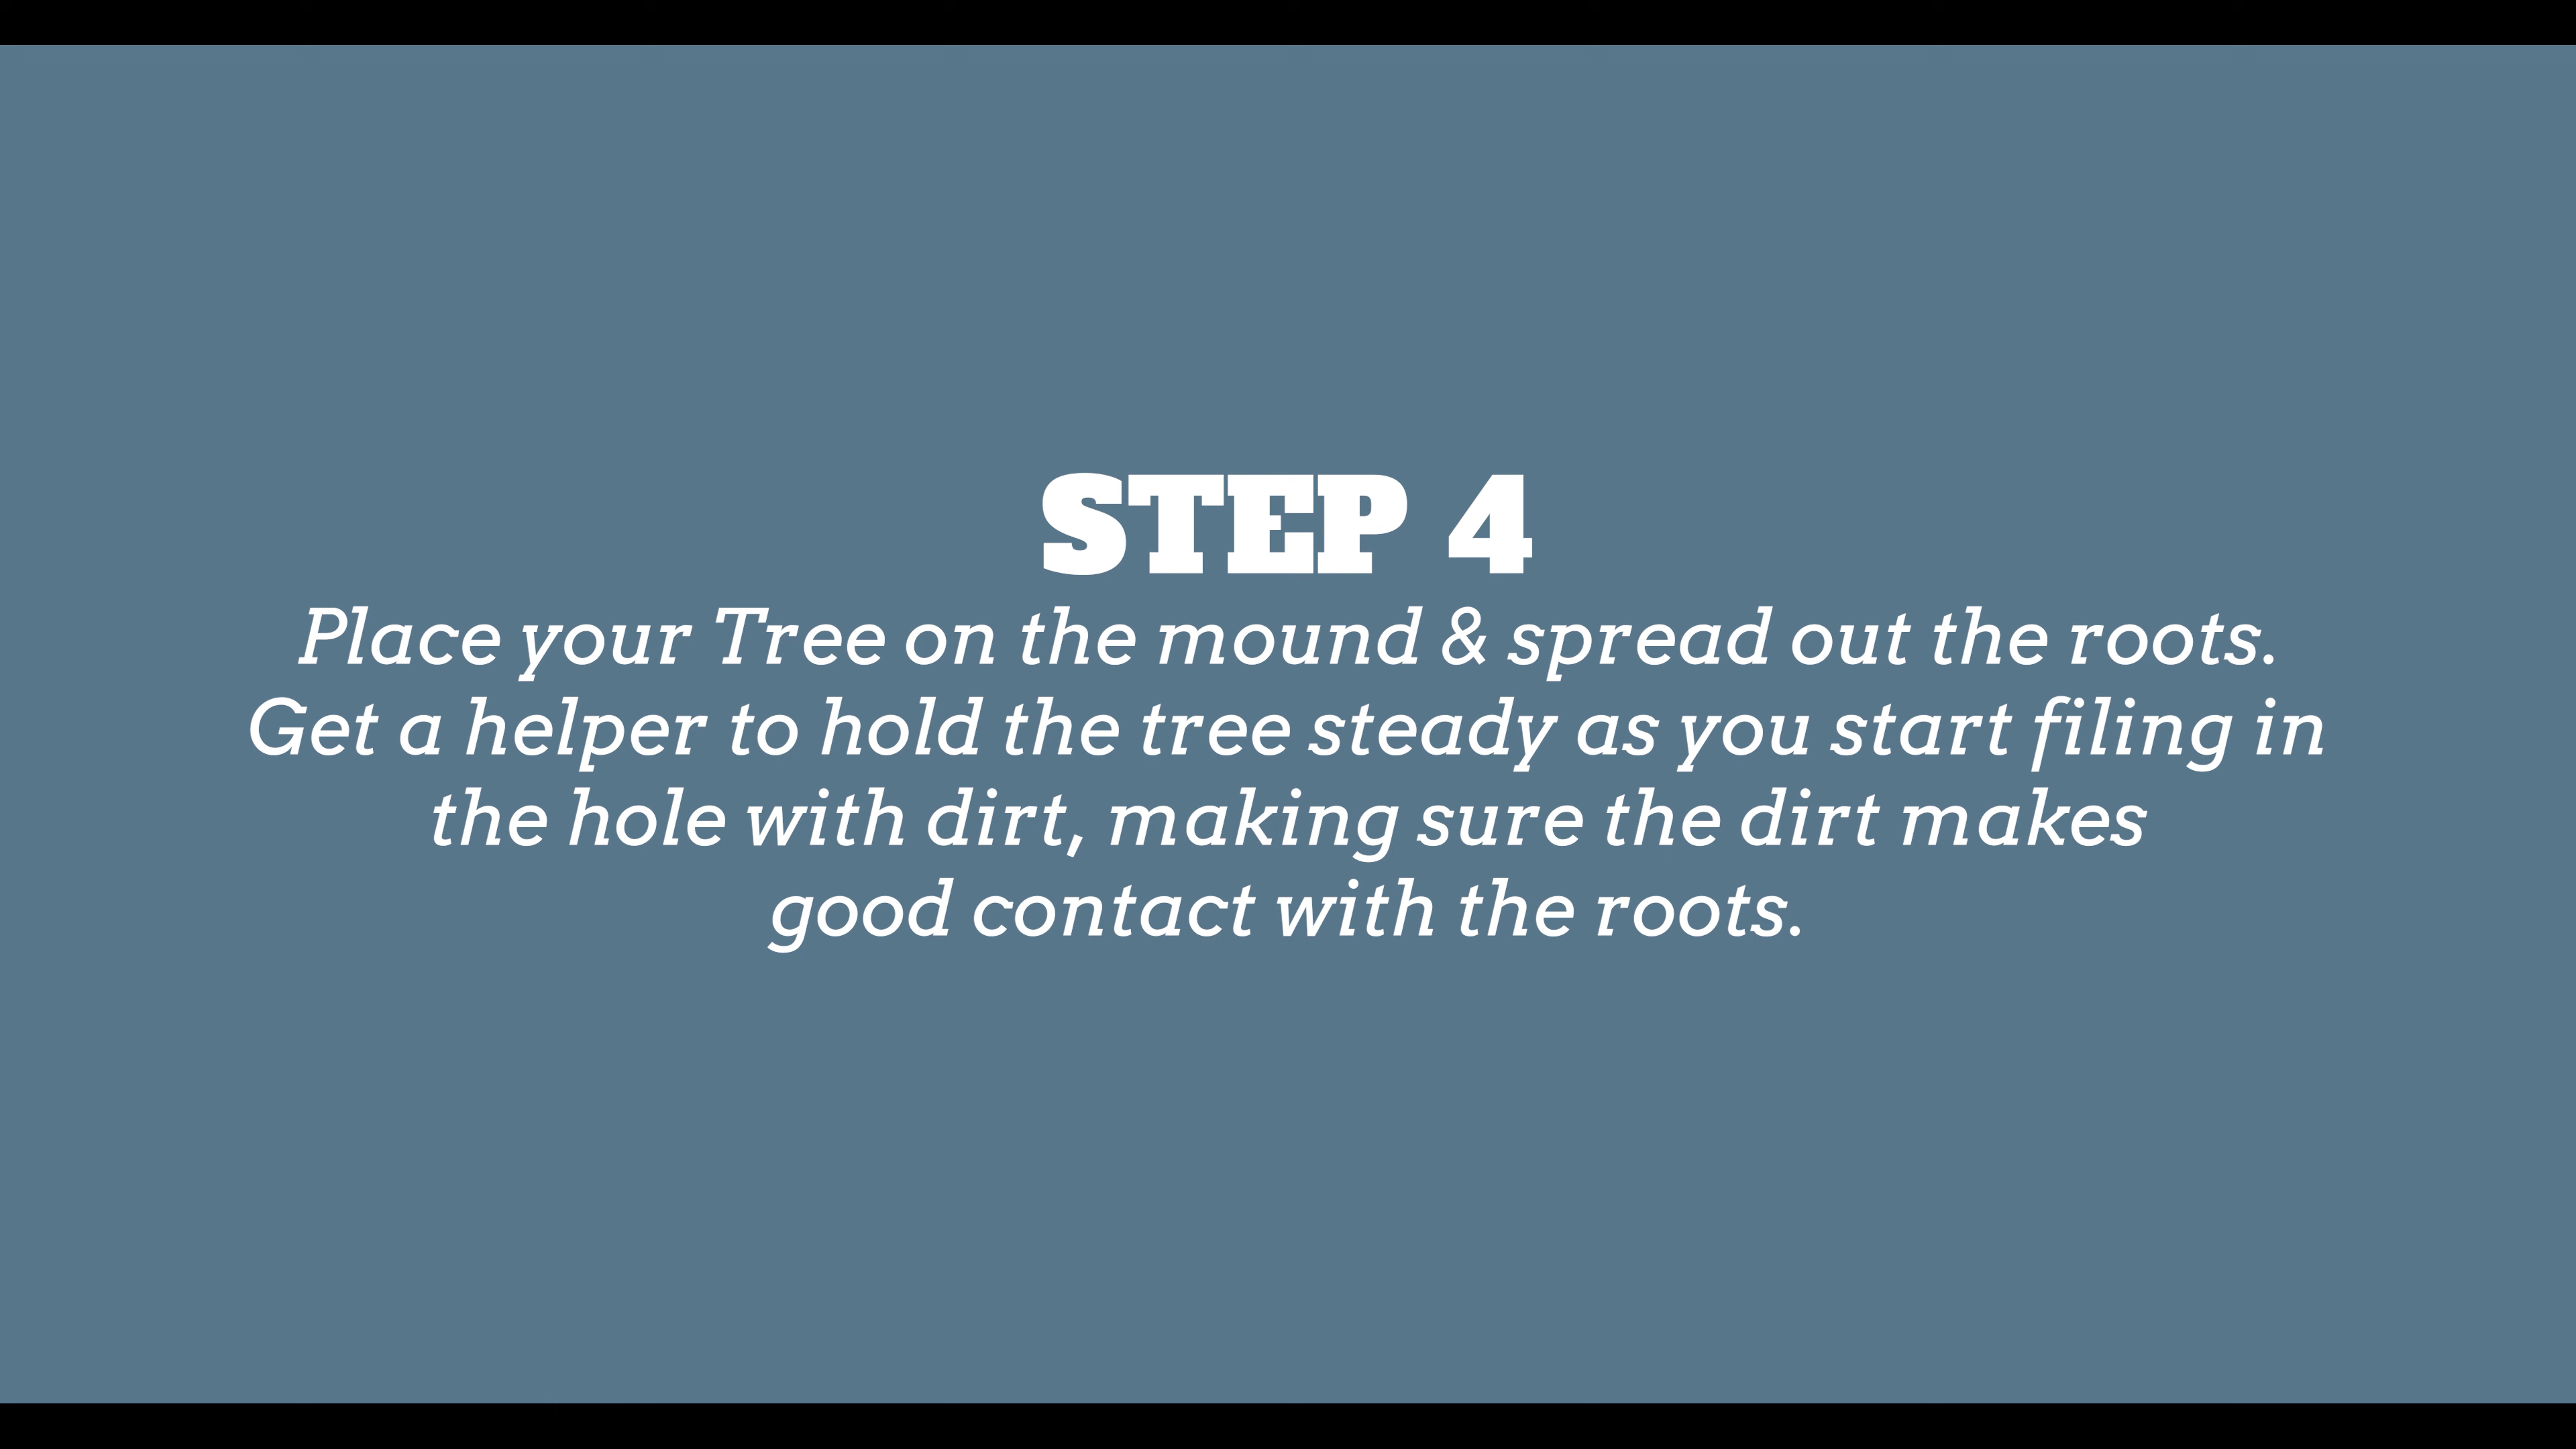 STEP 4
Place your Tree on the mound & spread out the roots.
Get a helper to hold the tree steady as you start filing in
the hole with dirt, making sure the dirt makes
good contact with the roots.